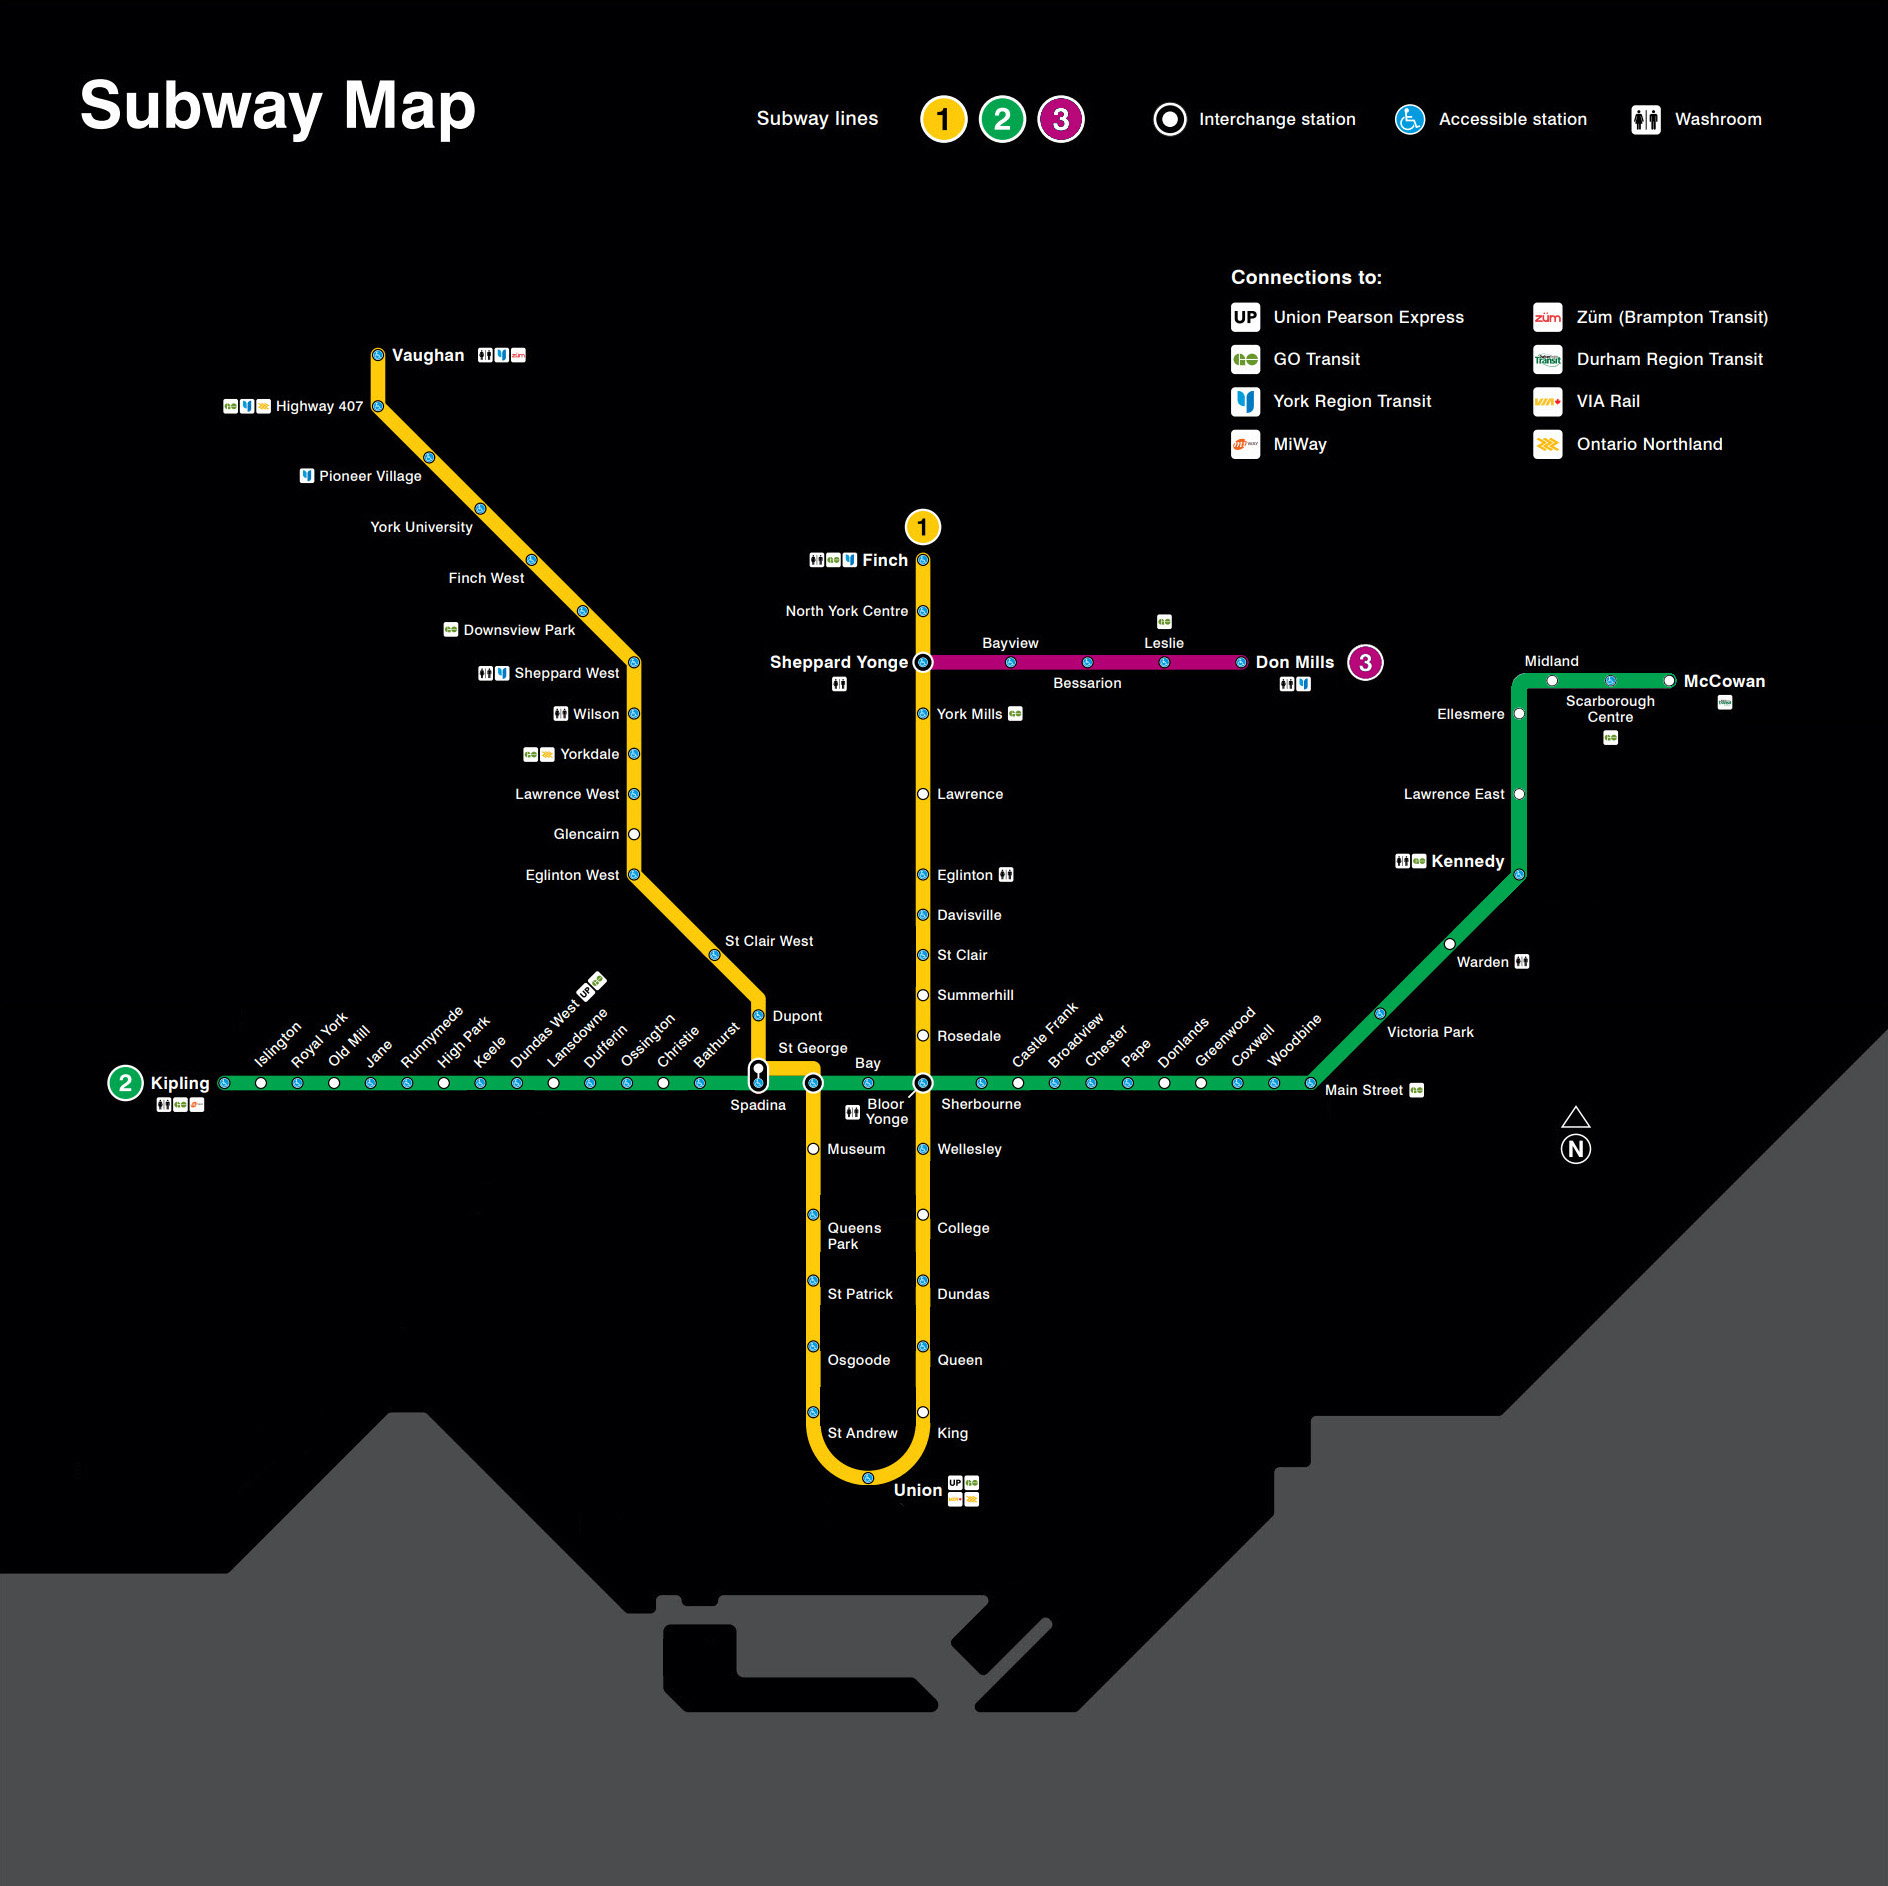 Subway Map
Subway lines 1 2 3 Interchange station Accessible station Washroom
Connections to:
UP Union Pearson Express
GO Transit
York Region Transit
MiWay
züm Züm (Brampton Transit)
Transit Durham Region Transit
VIA Rail
Ontario Northland
Vaughan
Highway 407
Pioneer Village
York University
Finch West
Downsview Park
Sheppard West
Wilson
Yorkdale
Lawrence West
Glencairn
Eglinton West
St Clair West
Dupont
St George
Spadina
1
Finch
North York Centre
Sheppard Yonge
Bayview
Bessarion
Leslie
Don Mills 3
York Mills
Lawrence
Eglinton
Davisville
St Clair
Summerhill
Rosedale
Midland
McCowan
Scarborough
Centre
Ellesmere
Lawrence East
Kennedy
Warden
Victoria Park
Main Street
2 Kipling
Islington
Royal York
Old Mill
Jane
Runnymede
High Park
Keele
Dundas West UP
Lansdowne
Dufferin
Ossington
Christie
Bathurst
Bay
Bloor
Yonge
Sherbourne
Castle Frank
Broadview
Chester
Pape
Donlands
Greenwood
Coxwell
Woodbine
N
Museum
Queens
Park
St Patrick
Osgoode
St Andrew
Wellesley
College
Dundas
Queen
King
Union UP